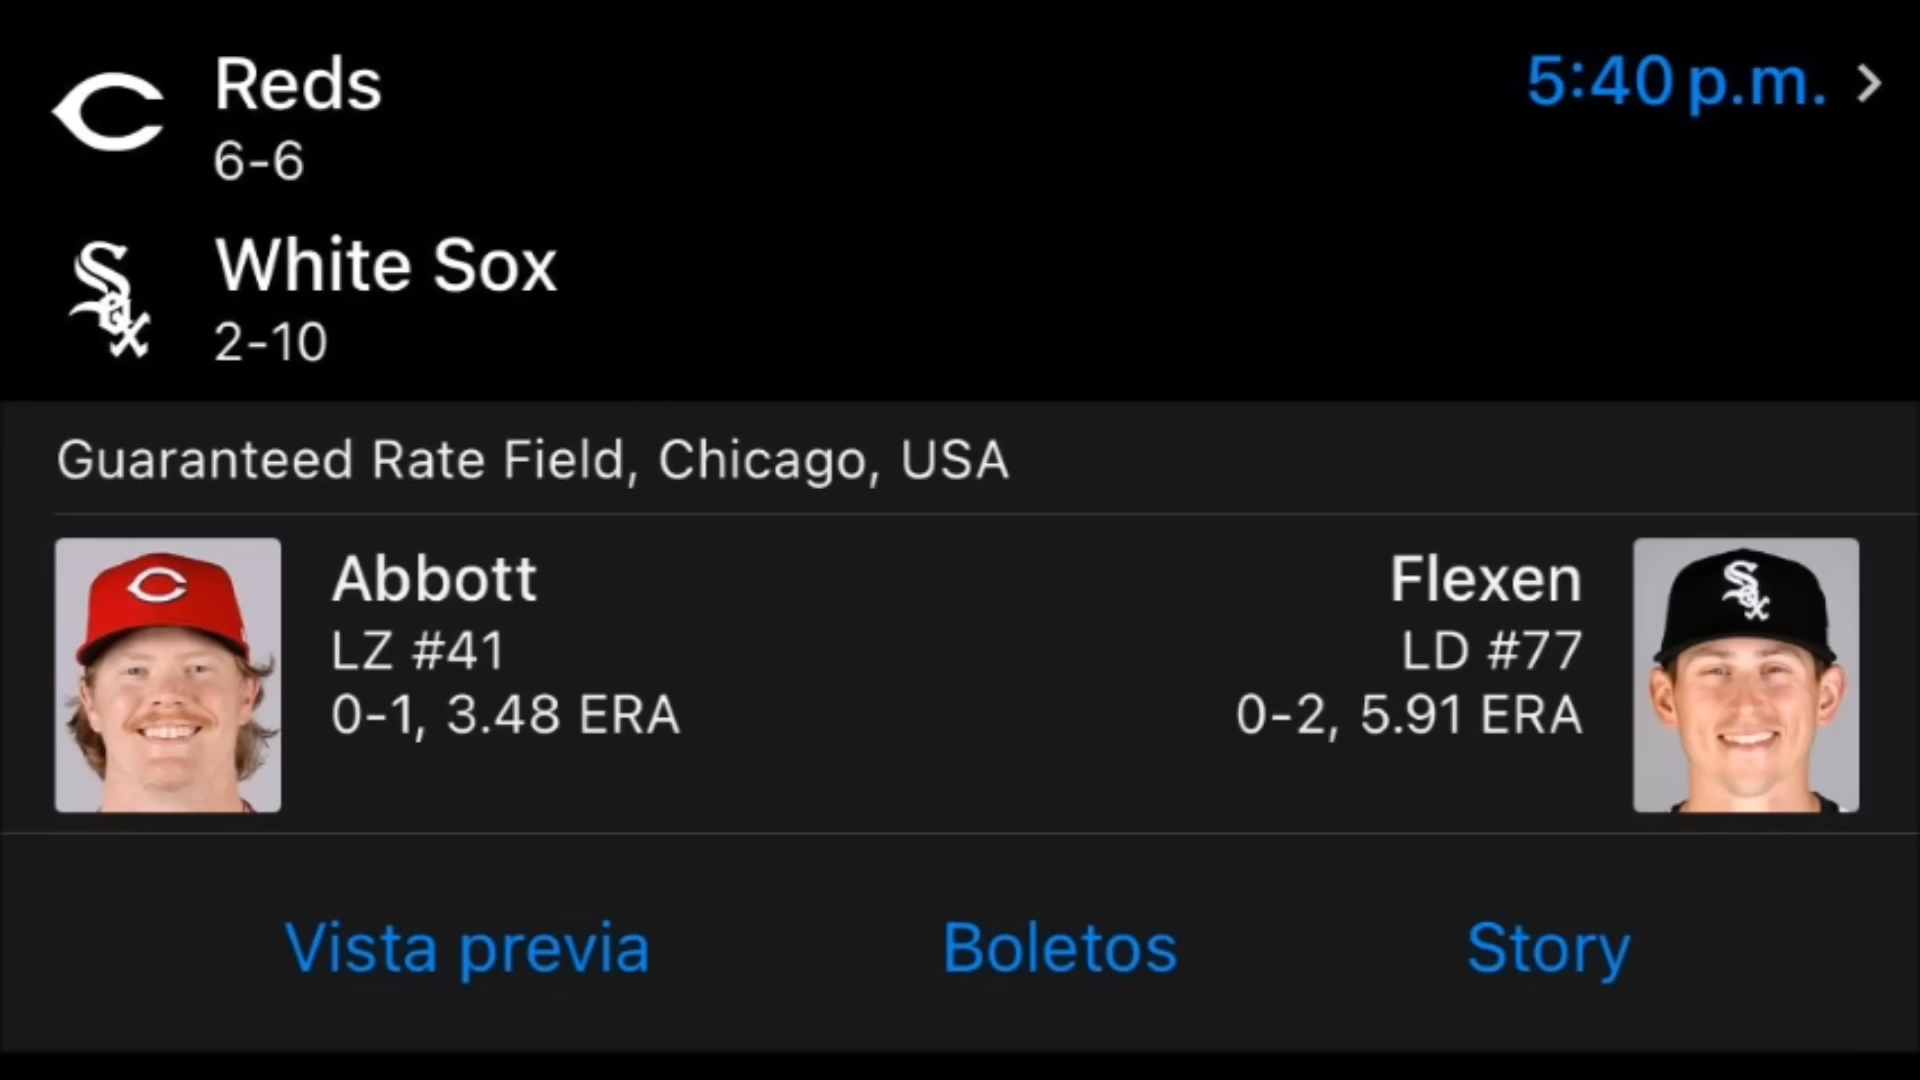 Reds
6-6
5:40 p.m.
White Sox
2-10
Guaranteed Rate Field, Chicago, USA
Abbott
LZ #41
0-1, 3.48 ERA
Flexen
LD #77
0-2, 5.91 ERA
Vista previa
Boletos
Story